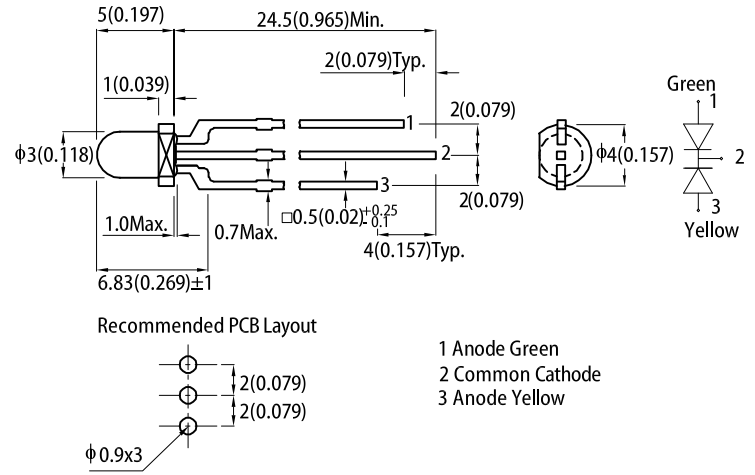 5(0.197)
24.5(0.965)Min.
2(0.079)Typ.
1(0.039)
Green
1
1
2(0.079)
ϕ3(0.118)
2
ϕ4(0.157)
2
3
2(0.079)
□0.5(0.02)+0.25
-0.1
3
1.0Max.
0.7Max.
Yellow
4(0.157)Typ.
6.83(0.269)±1
Recommended PCB Layout
1 Anode Green
2(0.079)
2 Common Cathode
3 Anode Yellow
2(0.079)
ϕ0.9x3